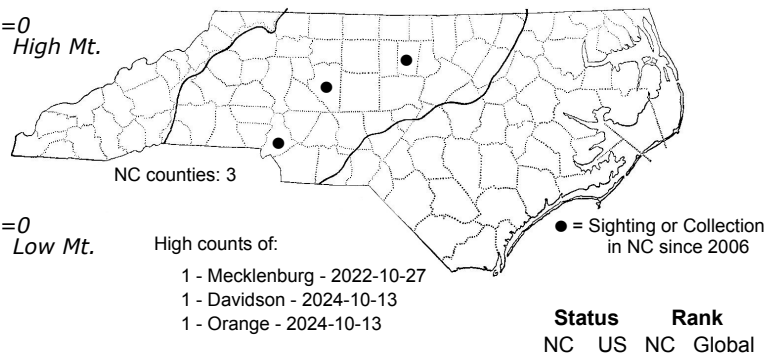 =0
High Mt.
NC counties: 3
=0
Low Mt.
High counts of:
1 - Mecklenburg - 2022-10-27
1 - Davidson - 2024-10-13
1 - Orange - 2024-10-13
● = Sighting or Collection
in NC since 2006
Status Rank
NC US NC Global